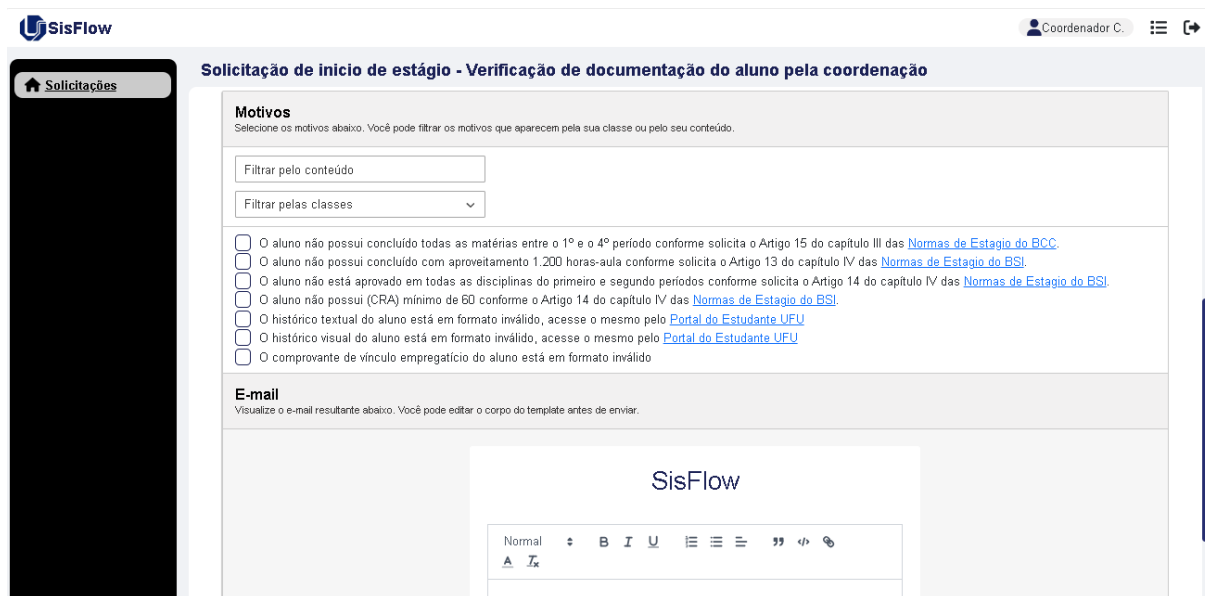 SisFlow
Coordenador C.
Solicitações
Solicitação de inicio de estágio - Verificação de documentação do aluno pela coordenação
Motivos
Selecione os motivos abaixo. Você pode filtrar os motivos que aparecem pela sua classe ou pelo seu conteúdo.
Filtrar pelo conteúdo
Filtrar pelas classes
O aluno não possui concluído todas as matérias entre o 1º e o 4º período conforme solicita o Artigo 15 do capítulo III das Normas de Estagio do BCC.
O aluno não possui concluído com aproveitamento 1.200 horas-aula conforme solicita o Artigo 13 do capítulo IV das Normas de Estagio do BSI.
O aluno não está aprovado em todas as disciplinas do primeiro e segundo períodos conforme solicita o Artigo 14 do capítulo IV das Normas de Estagio do BSI.
O aluno não possui (CRA) mínimo de 60 conforme o Artigo 14 do capítulo IV das Normas de Estagio do BSI.
O histórico textual do aluno está em formato inválido, acesse o mesmo pelo Portal do Estudante UFU
O histórico visual do aluno está em formato inválido, acesse o mesmo pelo Portal do Estudante UFU
O comprovante de vínculo empregatício do aluno está em formato inválido
E-mail
Visualize o e-mail resultante abaixo. Você pode editar o corpo do template antes de enviar.
SisFlow
Normal B I U
A Tx